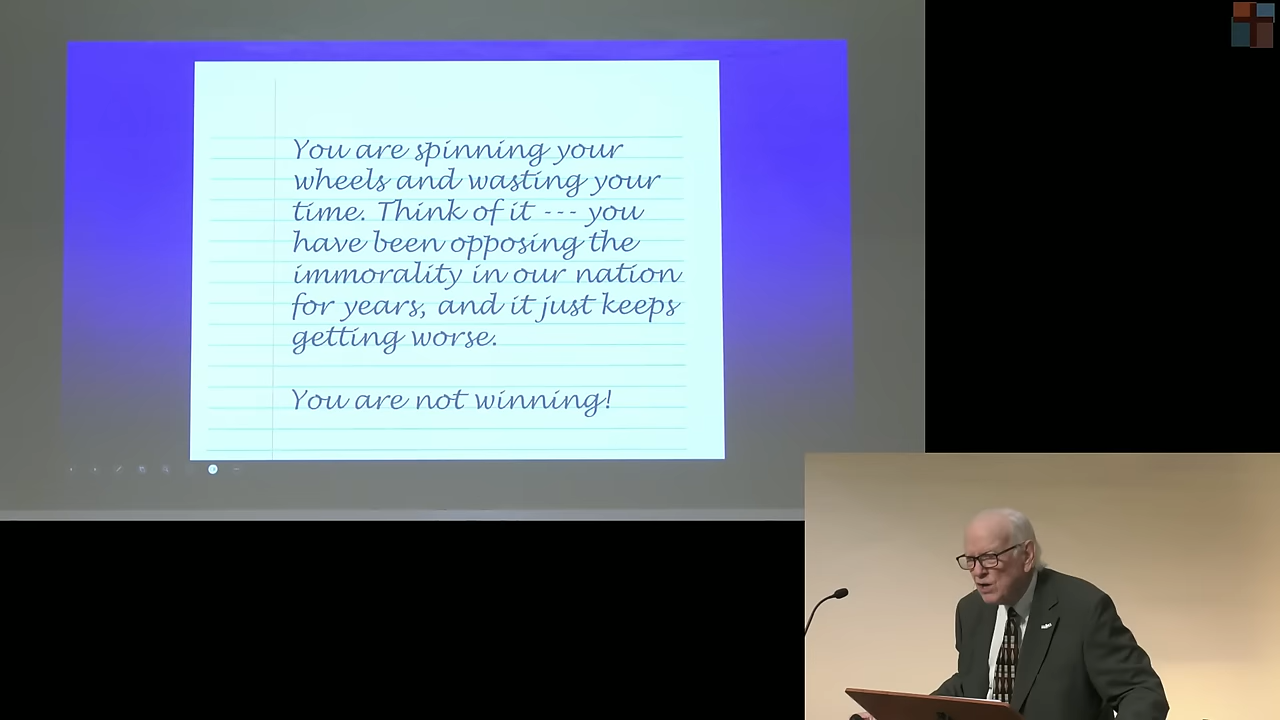 You are spinning your
wheels and wasting your
time. Think of it --- you
have been opposing the
immorality in our nation
for years, and it just keeps
getting worse.
You are not winning!